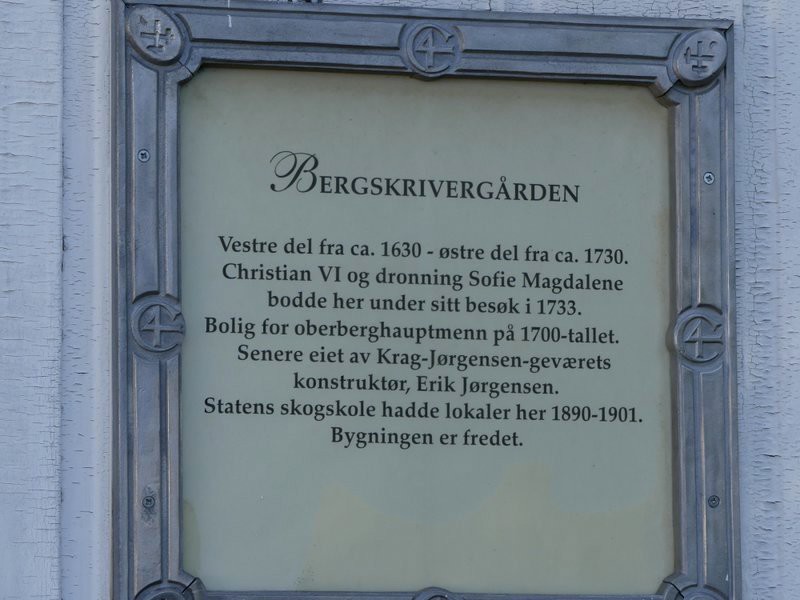 BERGSKRIVERGÅRDEN
Vestre del fra ca. 1630 - østre del fra ca. 1730.
Christian VI og dronning Sofie Magdalene
bodde her under sitt besøk i 1733.
Bolig for oberberghauptmenn på 1700-tallet.
Senere eiet av Krag-Jørgensen-geværets
konstruktør, Erik Jørgensen.
Statens skogskole hadde lokaler her 1890-1901.
Bygningen er fredet.